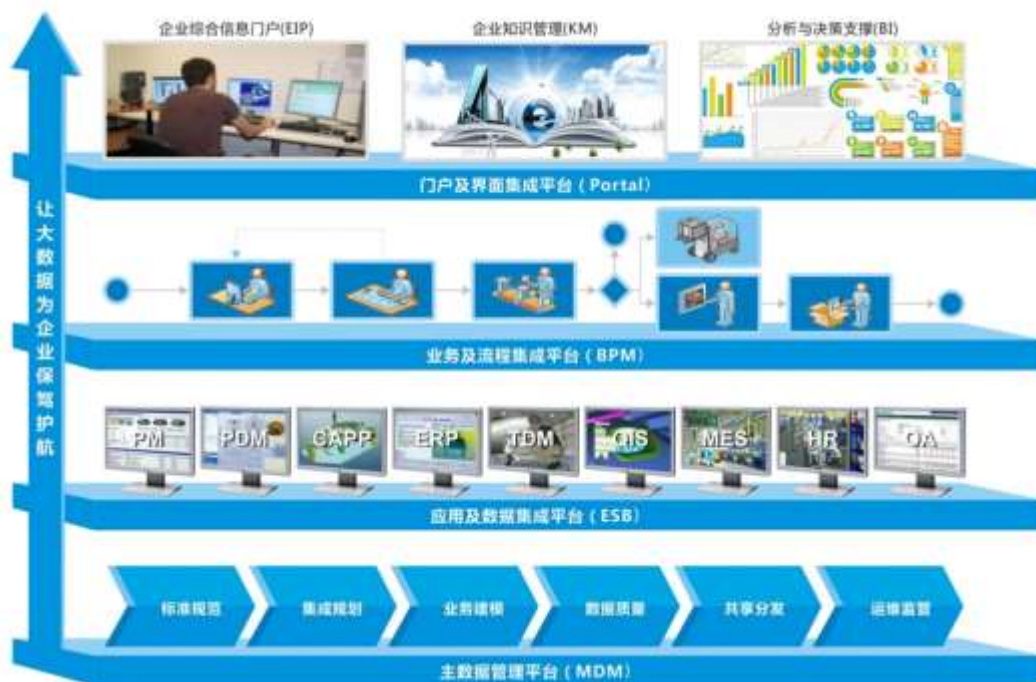 企业综合信息门户(EIP)
企业知识管理(KM)
分析与决策支撑(BI)
门户及界面集成平台(Portal)
让大数据为企业保驾护航
业务及流程集成平台(BPM)
PM
PDM
CAPP
ERP
TDM
QIS
MES
HR
OA
应用及数据集成平台(ESB)
标准规范
集成规划
业务建模
数据质量
共享分发
运维监管
主数据管理平台(MDM)